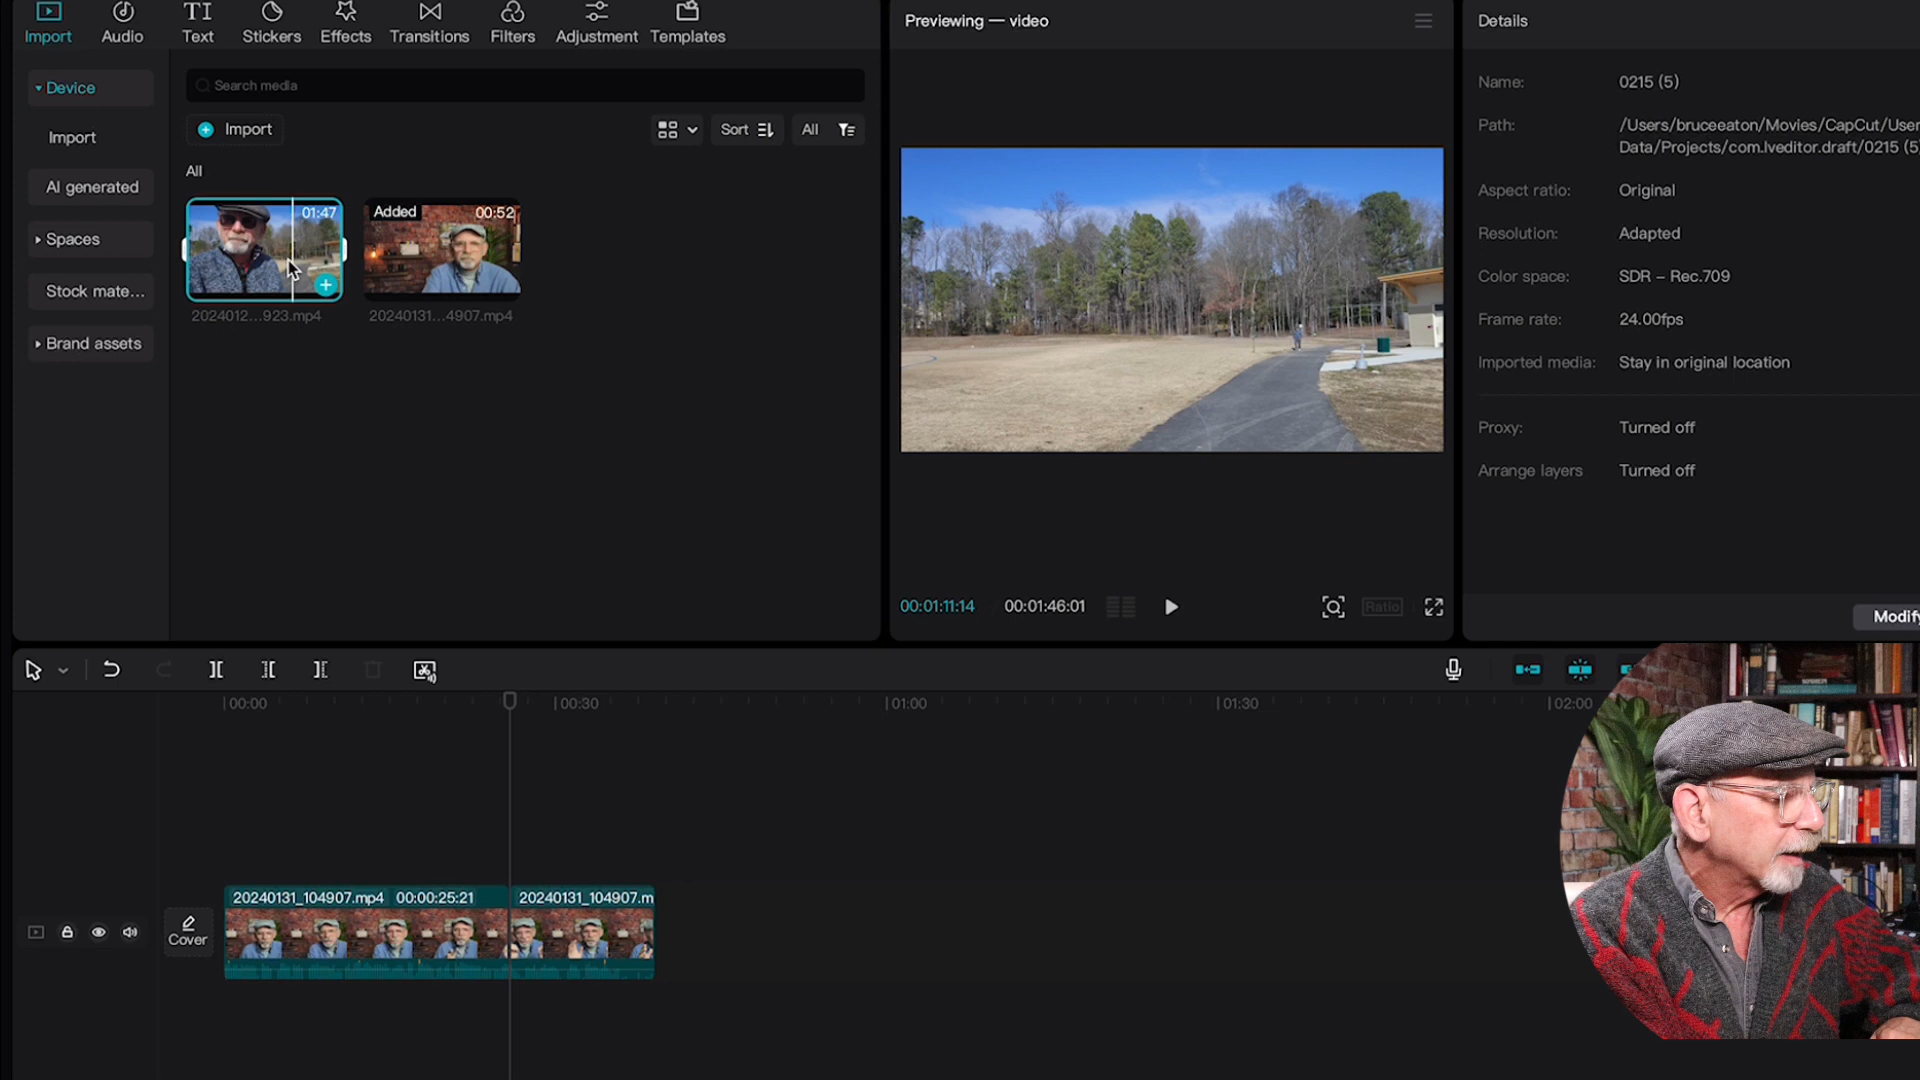 Import Audio Text Stickers Effects Transitions Filters Adjustment Templates
Device
Import
AI generated
Spaces
Stock mate...
Brand assets
Search media
Import
Sort
All
All
01:47
2024012...923.mp4
Added
00:52
20240131...4907.mp4
Previewing — video
00:01:11:14
00:01:46:01
Ratio
Details
Name: 0215 (5)
Path: /Users/bruceeaton/Movies/CapCut/User
Data/Projects/com.lveditor.draft/0215 (5)
Aspect ratio: Original
Resolution: Adapted
Color space: SDR – Rec.709
Frame rate: 24.00fps
Imported media: Stay in original location
Proxy: Turned off
Arrange layers Turned off
Modify
00:00 00:30 01:00 01:30 02:00
Cover
20240131_104907.mp4 00:00:25:21
20240131_104907.m